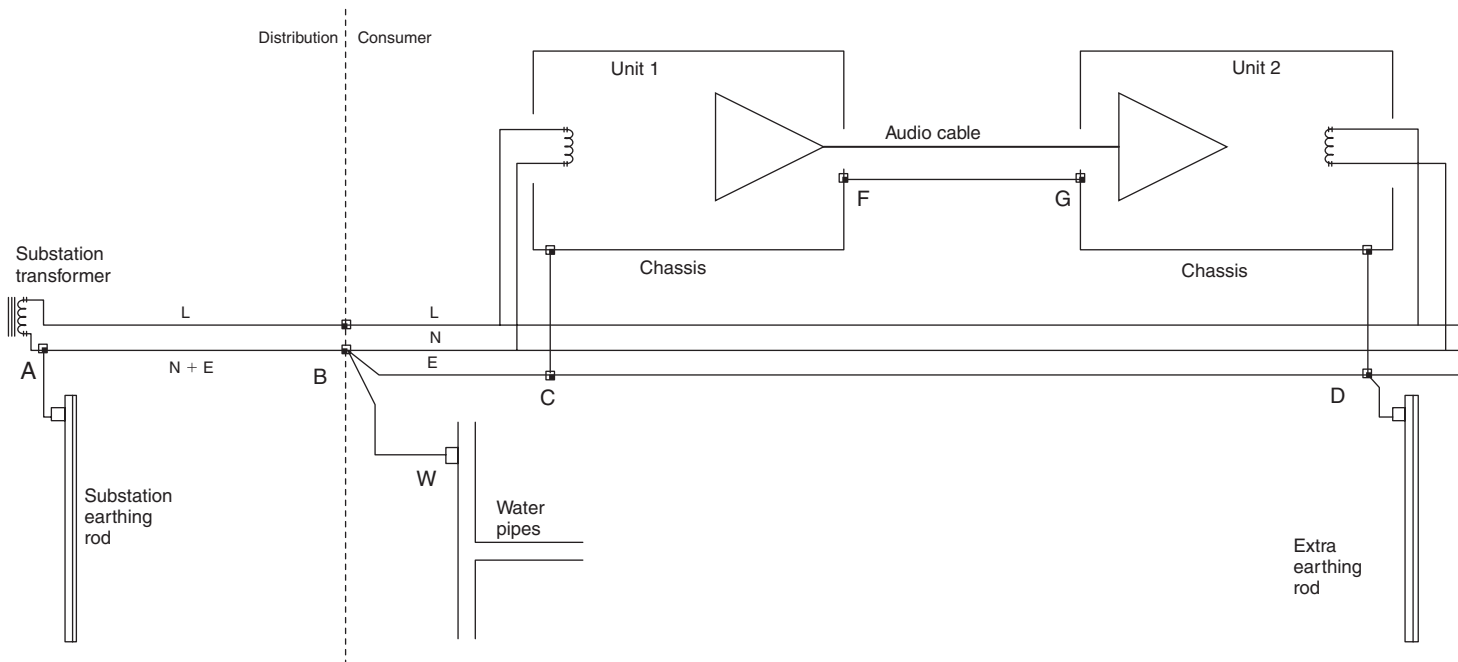 Distribution
Consumer
Unit 1
Unit 2
Audio cable
F
G
Chassis
Chassis
Substation
transformer
L
L
N
A
N + E
B
E
C
D
W
Substation
earthing
rod
Water
pipes
Extra
earthing
rod